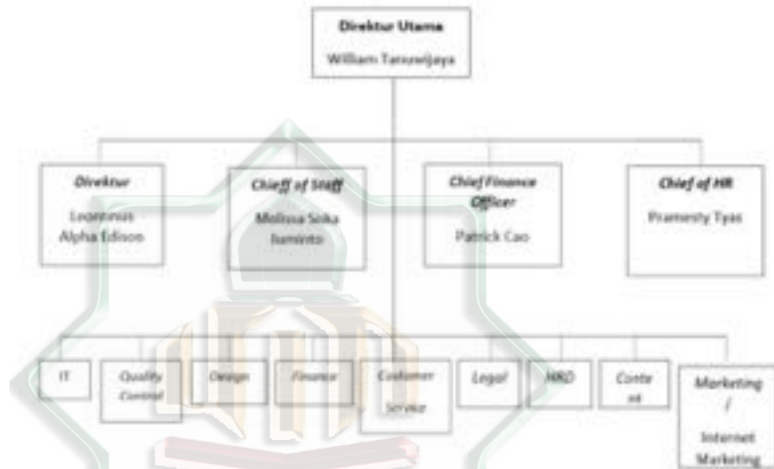 Direktur Utama
William Tanuwijaya
Direktur
Leontinus
Alpha Edison
Chieff of Staff
Melissa Siska
Juminto
Chief Finance
Officer
Patrick Cao
Chief of HR
Pramesty Tyas
IT
Quality
Control
Design
Finance
Customer
Service
Legal
HRD
Conte
nt
Marketing
/
Internet
Marketing